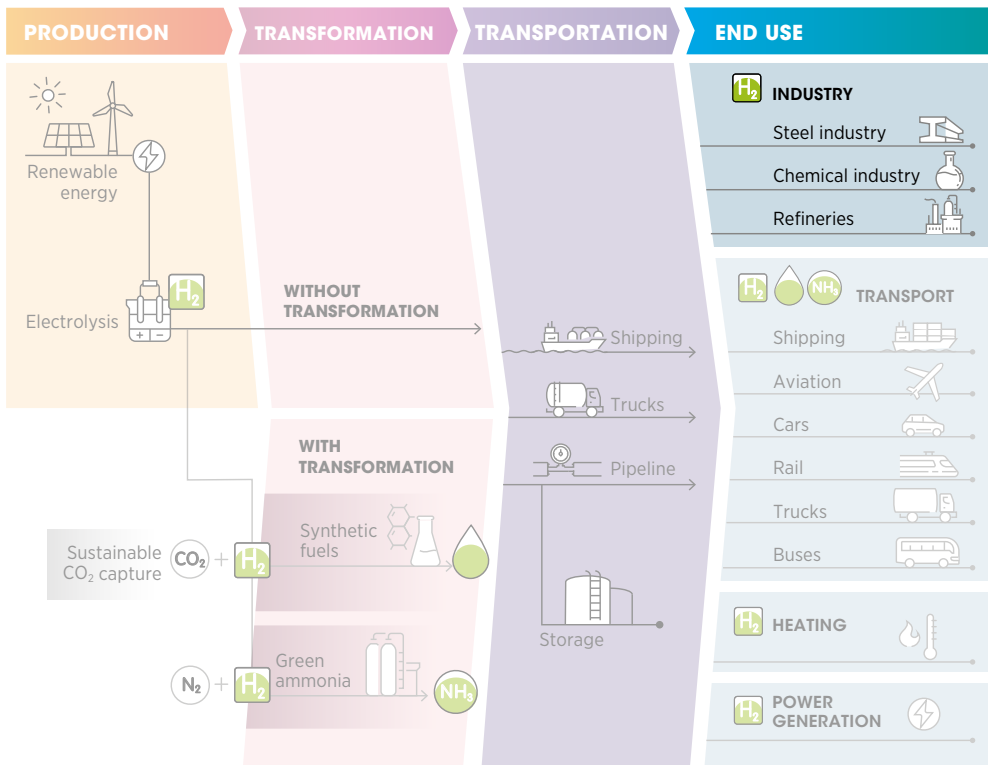 PRODUCTION
TRANSFORMATION
TRANSPORTATION
END USE
Renewable
energy
H₂
Electrolysis
+ −
WITHOUT
TRANSFORMATION
WITH
TRANSFORMATION
Sustainable
CO₂ capture
CO₂ + H₂
Synthetic
fuels
N₂ + H₂
Green
ammonia
NH₃
Shipping
Trucks
Pipeline
Storage
H₂ INDUSTRY
Steel industry
Chemical industry
Refineries
H₂ NH₃ TRANSPORT
Shipping
Aviation
Cars
Rail
Trucks
Buses
H₂ HEATING
H₂ POWER
GENERATION